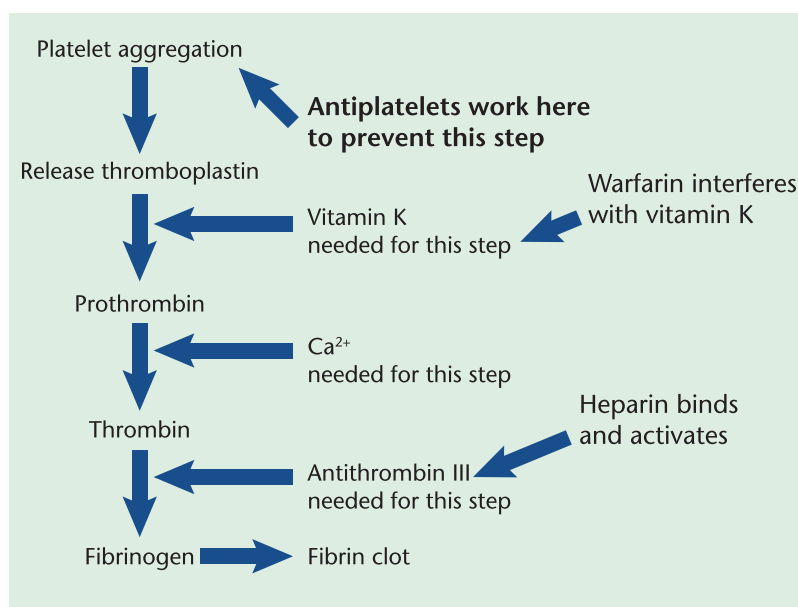 Platelet aggregation
Antiplatelets work here
to prevent this step
Release thromboplastin
Warfarin interferes
with vitamin K
Vitamin K
needed for this step
Prothrombin
Ca²⁺
needed for this step
Heparin binds
and activates
Thrombin
Antithrombin III
needed for this step
Fibrinogen
Fibrin clot